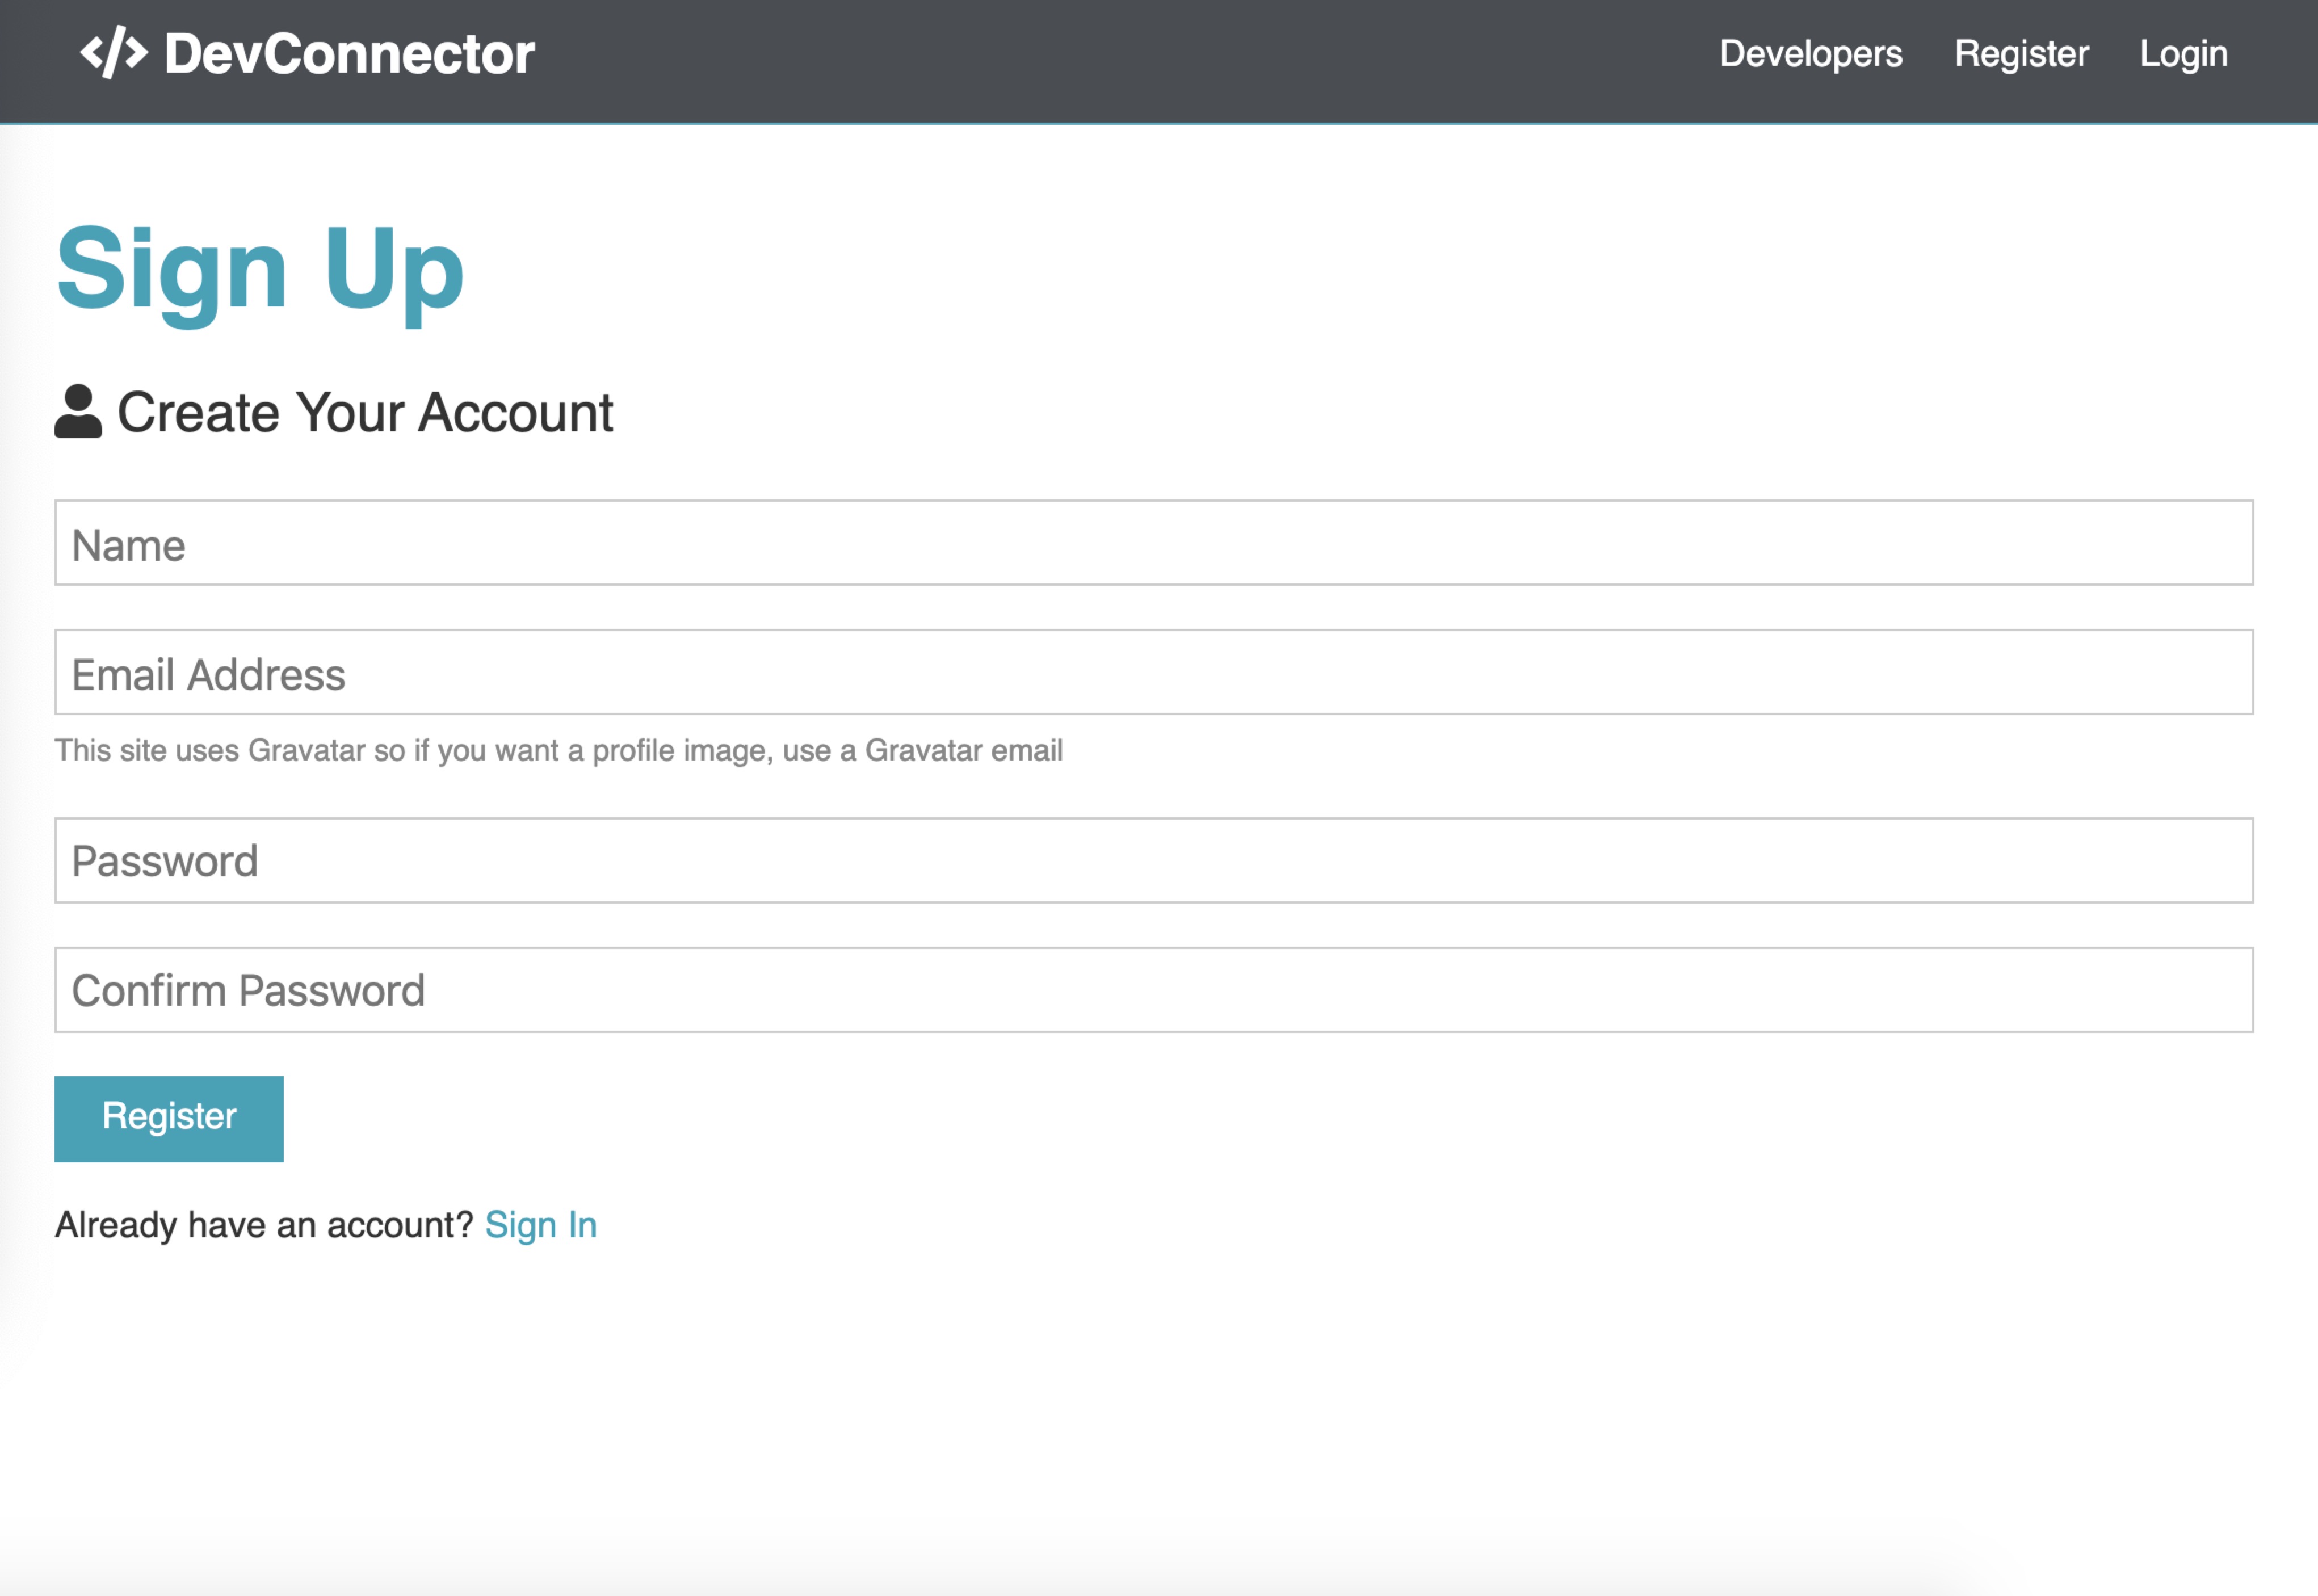 </> DevConnector
Developers Register Login
Sign Up
Create Your Account
Name
Email Address
This site uses Gravatar so if you want a profile image, use a Gravatar email
Password
Confirm Password
Register
Already have an account? Sign In